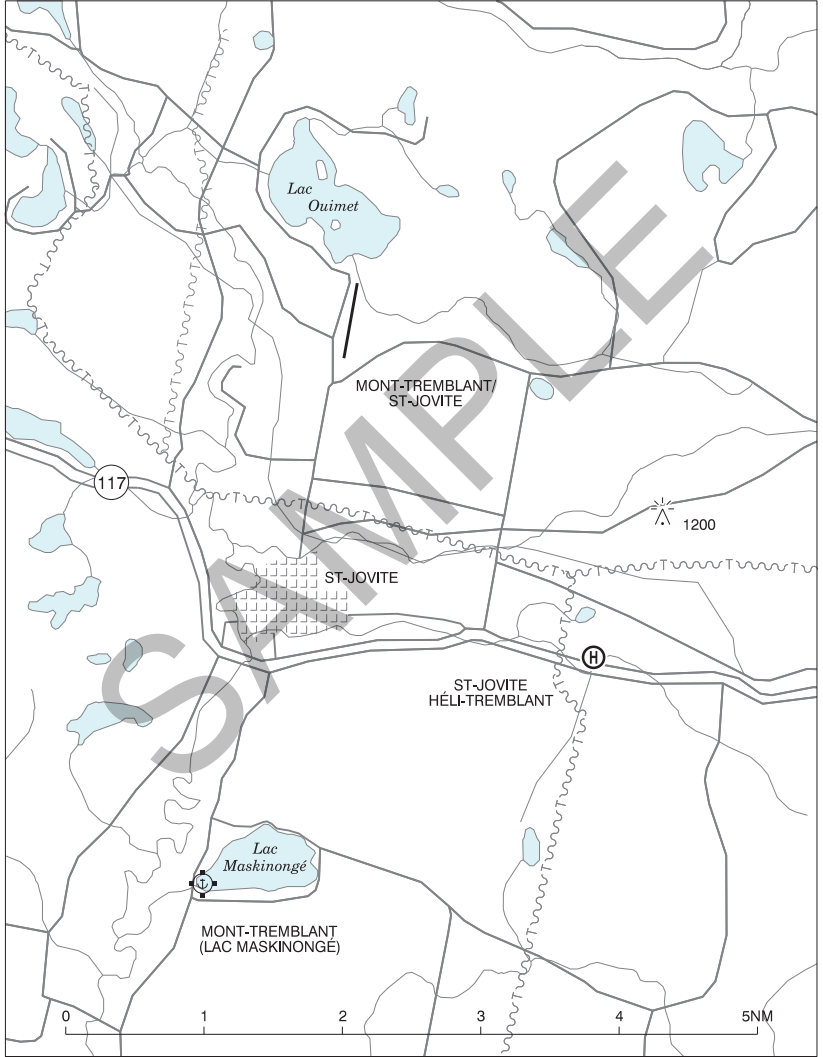 Lac
Ouimet
MONT-TREMBLANT/
ST-JOVITE
117
1200
ST-JOVITE
H
ST-JOVITE
HÉLI-TREMBLANT
Lac
Maskinongé
MONT-TREMBLANT
(LAC MASKINONGÉ)
0 1 2 3 4 5NM
SAMPLE